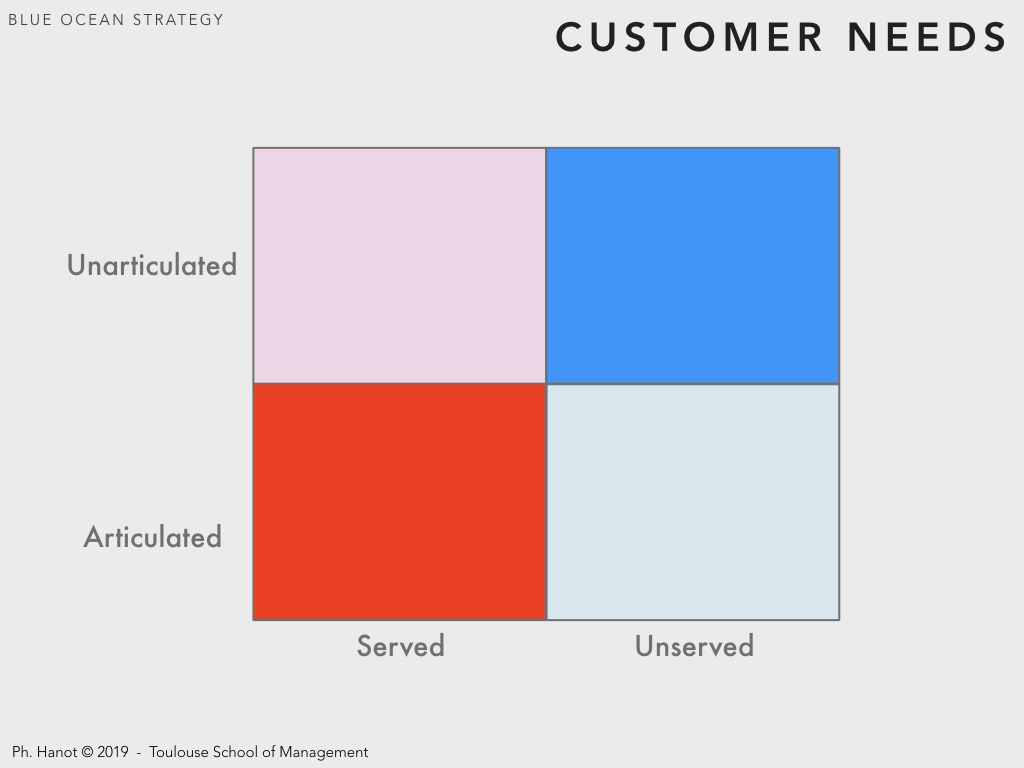 BLUE OCEAN STRATEGY
CUSTOMER NEEDS
Unarticulated
Articulated
Served
Unserved
Ph. Hanot © 2019 - Toulouse School of Management